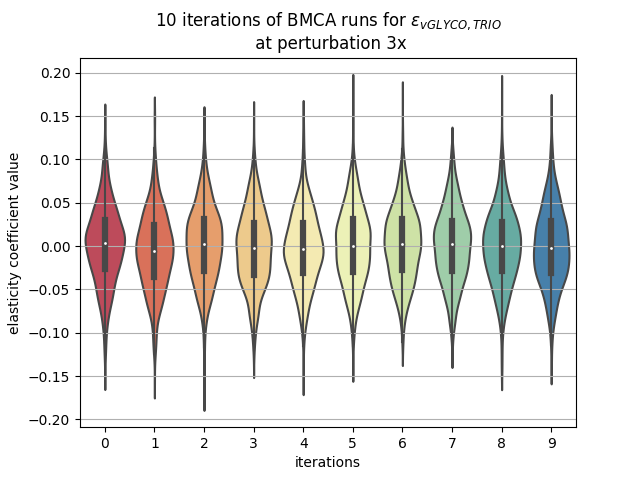 10 iterations of BMCA runs for ε_{vGLYCO, TRIO}
at perturbation 3x
elasticity coefficient value
0.20
0.15
0.10
0.05
0.00
−0.05
−0.10
−0.15
−0.20
0 1 2 3 4 5 6 7 8 9
iterations